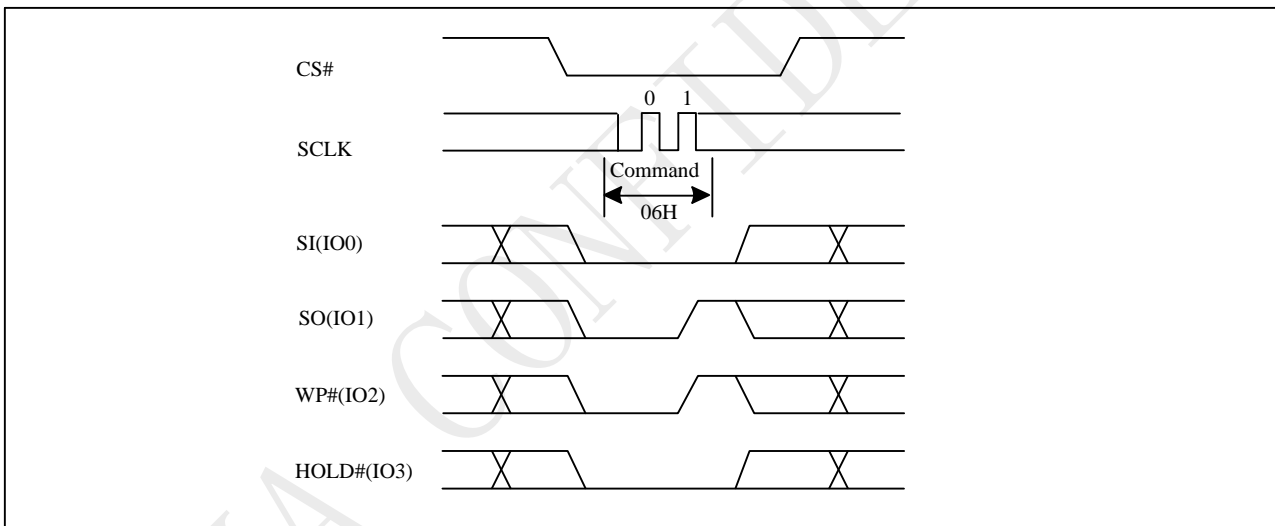 CS#
0 1
SCLK
Command
06H
SI(IO0)
SO(IO1)
WP#(IO2)
HOLD#(IO3)